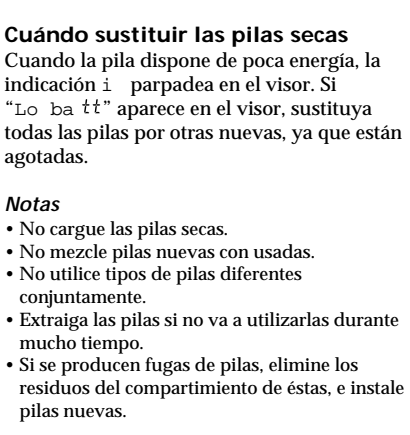 Cuándo sustituir las pilas secas
Cuando la pila dispone de poca energía, la
indicación i parpadea en el visor. Si
“Lo ba tt” aparece en el visor, sustituya
todas las pilas por otras nuevas, ya que están
agotadas.
Notas
• No cargue las pilas secas.
• No mezcle pilas nuevas con usadas.
• No utilice tipos de pilas diferentes
conjuntamente.
• Extraiga las pilas si no va a utilizarlas durante
mucho tiempo.
• Si se producen fugas de pilas, elimine los
residuos del compartimiento de éstas, e instale
pilas nuevas.